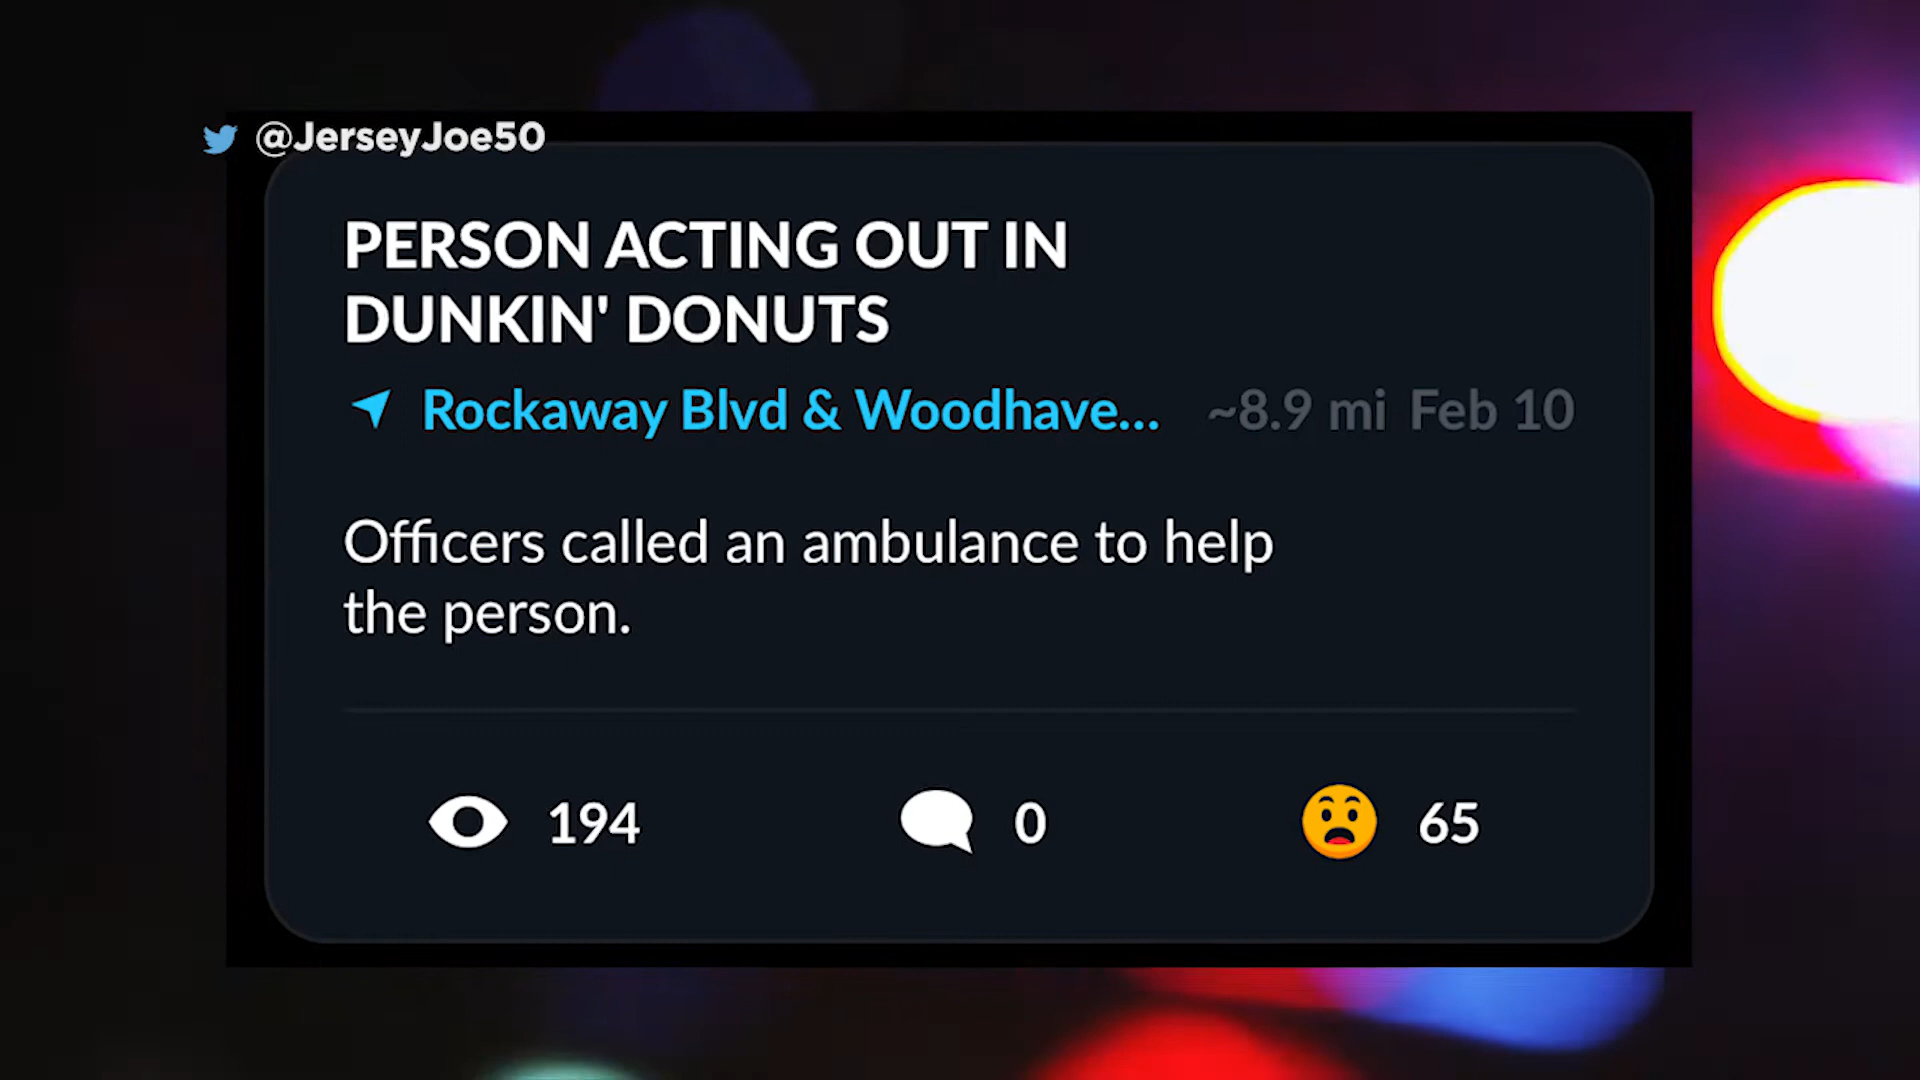 @JerseyJoe50
PERSON ACTING OUT IN
DUNKIN' DONUTS
Rockaway Blvd & Woodhave... ~8.9 mi Feb 10
Officers called an ambulance to help
the person.
194 0 65